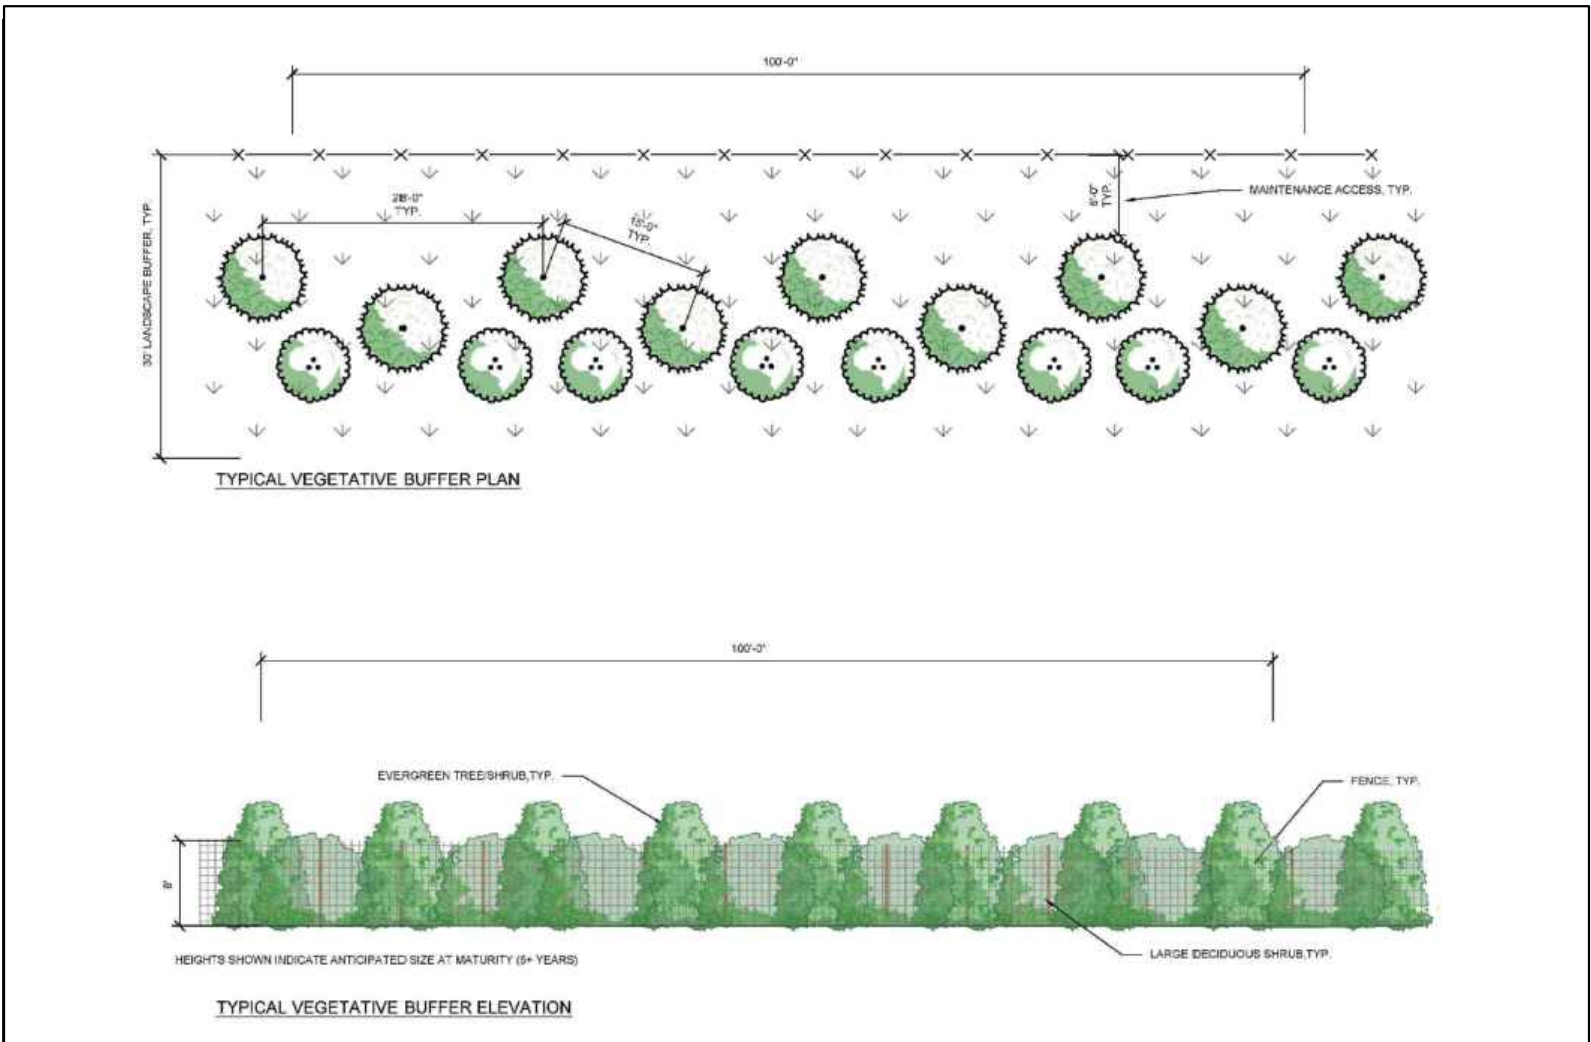 100'-0"
28'-0"
TYP.
15'-0"
TYP.
8'-0"
TYP.
MAINTENANCE ACCESS, TYP.
30' LANDSCAPE BUFFER, TYP.
TYPICAL VEGETATIVE BUFFER PLAN
100'-0"
EVERGREEN TREE/SHRUB,TYP.
FENCE, TYP.
8'
LARGE DECIDUOUS SHRUB,TYP.
HEIGHTS SHOWN INDICATE ANTICIPATED SIZE AT MATURITY (5+ YEARS)
TYPICAL VEGETATIVE BUFFER ELEVATION